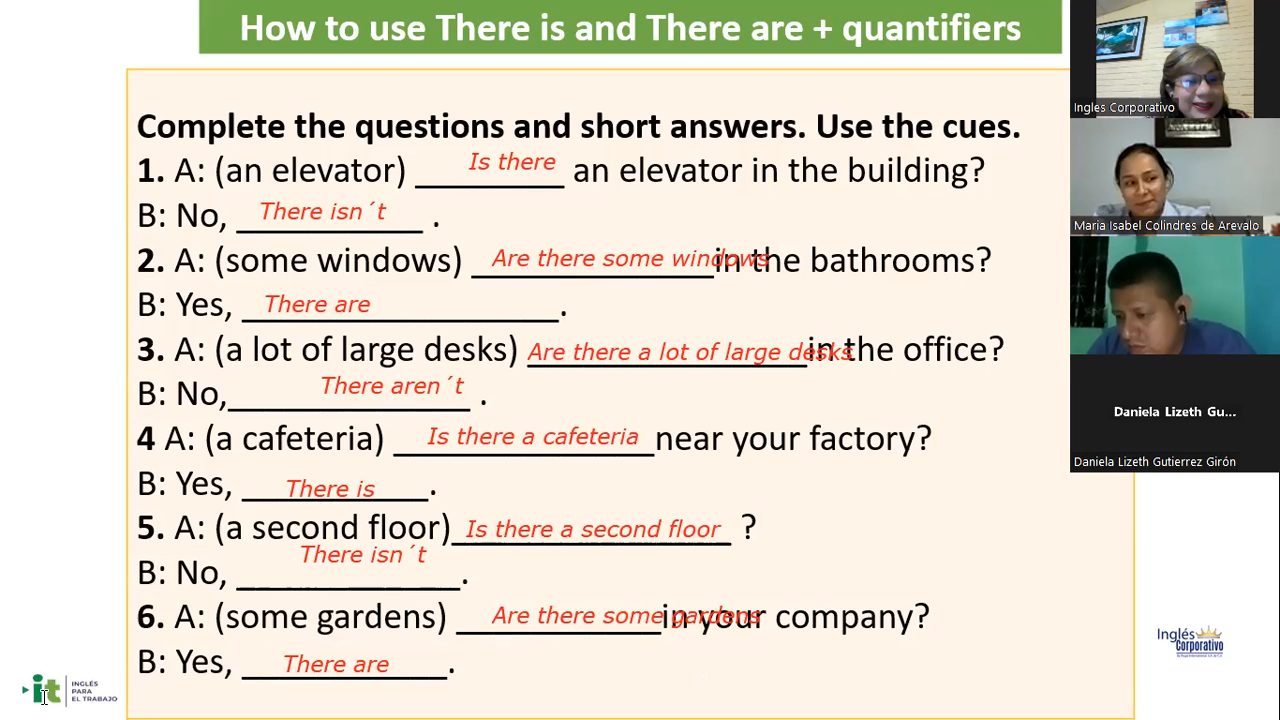 How to use There is and There are + quantifiers
Complete the questions and short answers. Use the cues.
1. A: (an elevator) Is there an elevator in the building?
B: No, There isn´t .
2. A: (some windows) Are there some windows in the bathrooms?
B: Yes, There are .
3. A: (a lot of large desks) Are there a lot of large desks in the office?
B: No, There aren´t .
4 A: (a cafeteria) Is there a cafeteria near your factory?
B: Yes, There is .
5. A: (a second floor) Is there a second floor ?
B: No, There isn´t .
6. A: (some gardens) Are there some gardens in your company?
B: Yes, There are .
Ingles Corporativo
Maria Isabel Colindres de Arevalo
Daniela Lizeth Gu...
Daniela Lizeth Gutierrez Girón
it
INGLÉS
PARA
EL TRABAJO
Inglés
Corporativo